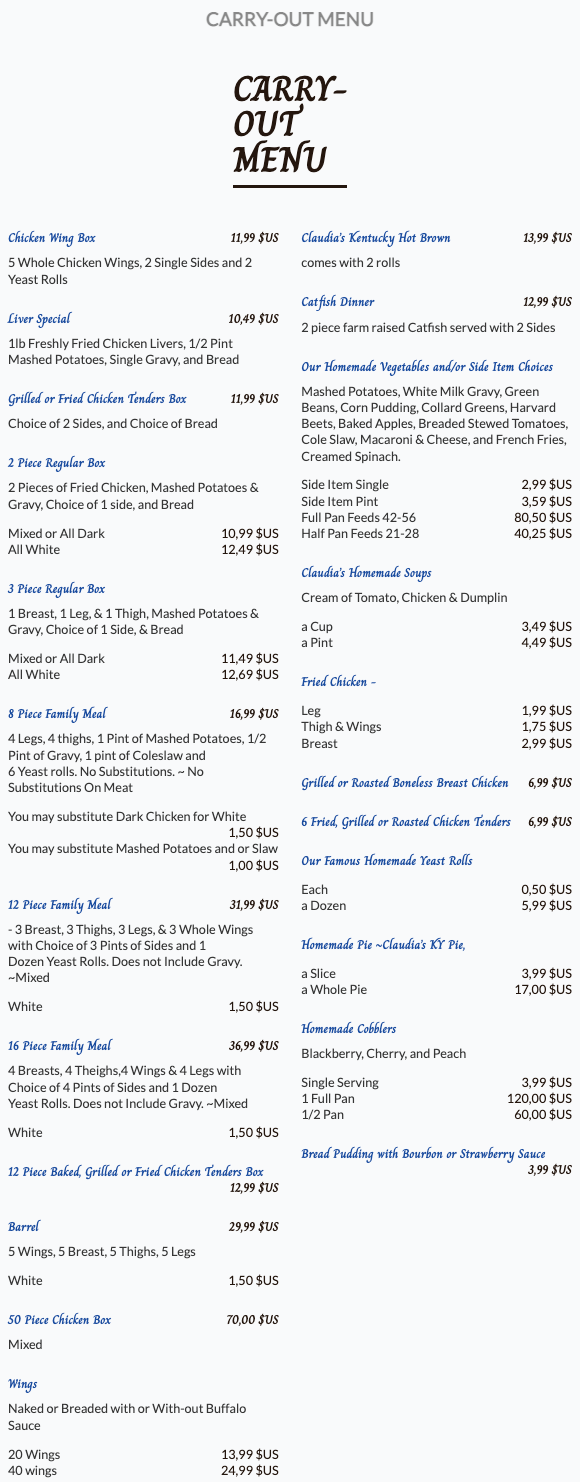 CARRY-OUT MENU
CARRY-
OUT
MENU
Chicken Wing Box 11,99 $US
5 Whole Chicken Wings, 2 Single Sides and 2
Yeast Rolls
Liver Special 10,49 $US
1lb Freshly Fried Chicken Livers, 1/2 Pint
Mashed Potatoes, Single Gravy, and Bread
Grilled or Fried Chicken Tenders Box 11,99 $US
Choice of 2 Sides, and Choice of Bread
2 Piece Regular Box
2 Pieces of Fried Chicken, Mashed Potatoes &
Gravy, Choice of 1 side, and Bread
Mixed or All Dark 10,99 $US
All White 12,49 $US
3 Piece Regular Box
1 Breast, 1 Leg, & 1 Thigh, Mashed Potatoes &
Gravy, Choice of 1 Side, & Bread
Mixed or All Dark 11,49 $US
All White 12,69 $US
8 Piece Family Meal 16,99 $US
4 Legs, 4 thighs, 1 Pint of Mashed Potatoes, 1/2
Pint of Gravy, 1 pint of Coleslaw and
6 Yeast rolls. No Substitutions. ~ No
Substitutions On Meat
You may substitute Dark Chicken for White
1,50 $US
You may substitute Mashed Potatoes and or Slaw
1,00 $US
12 Piece Family Meal 31,99 $US
- 3 Breast, 3 Thighs, 3 Legs, & 3 Whole Wings
with Choice of 3 Pints of Sides and 1
Dozen Yeast Rolls. Does not Include Gravy.
~Mixed
White 1,50 $US
16 Piece Family Meal 36,99 $US
4 Breasts, 4 Theighs,4 Wings & 4 Legs with
Choice of 4 Pints of Sides and 1 Dozen
Yeast Rolls. Does not Include Gravy. ~Mixed
White 1,50 $US
12 Piece Baked, Grilled or Fried Chicken Tenders Box
12,99 $US
Barrel 29,99 $US
5 Wings, 5 Breast, 5 Thighs, 5 Legs
White 1,50 $US
50 Piece Chicken Box 70,00 $US
Mixed
Wings
Naked or Breaded with or With-out Buffalo
Sauce
20 Wings 13,99 $US
40 wings 24,99 $US
Claudia's Kentucky Hot Brown 13,99 $US
comes with 2 rolls
Catfish Dinner 12,99 $US
2 piece farm raised Catfish served with 2 Sides
Our Homemade Vegetables and/or Side Item Choices
Mashed Potatoes, White Milk Gravy, Green
Beans, Corn Pudding, Collard Greens, Harvard
Beets, Baked Apples, Breaded Stewed Tomatoes,
Cole Slaw, Macaroni & Cheese, and French Fries,
Creamed Spinach.
Side Item Single 2,99 $US
Side Item Pint 3,59 $US
Full Pan Feeds 42-56 80,50 $US
Half Pan Feeds 21-28 40,25 $US
Claudia's Homemade Soups
Cream of Tomato, Chicken & Dumplin
a Cup 3,49 $US
a Pint 4,49 $US
Fried Chicken -
Leg 1,99 $US
Thigh & Wings 1,75 $US
Breast 2,99 $US
Grilled or Roasted Boneless Breast Chicken 6,99 $US
6 Fried, Grilled or Roasted Chicken Tenders 6,99 $US
Our Famous Homemade Yeast Rolls
Each 0,50 $US
a Dozen 5,99 $US
Homemade Pie ~Claudia's KY Pie,
a Slice 3,99 $US
a Whole Pie 17,00 $US
Homemade Cobblers
Blackberry, Cherry, and Peach
Single Serving 3,99 $US
1 Full Pan 120,00 $US
1/2 Pan 60,00 $US
Bread Pudding with Bourbon or Strawberry Sauce
3,99 $US